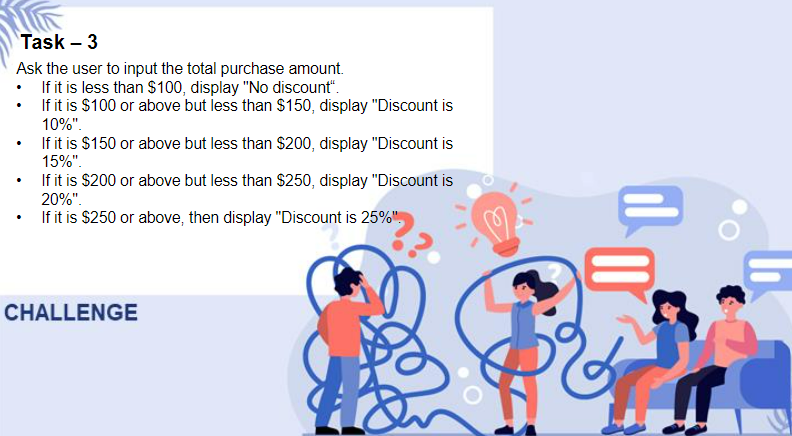 Task – 3
Ask the user to input the total purchase amount.
• If it is less than $100, display "No discount“.
• If it is $100 or above but less than $150, display "Discount is
10%".
• If it is $150 or above but less than $200, display "Discount is
15%".
• If it is $200 or above but less than $250, display "Discount is
20%".
• If it is $250 or above, then display "Discount is 25%".
??
?
?
CHALLENGE